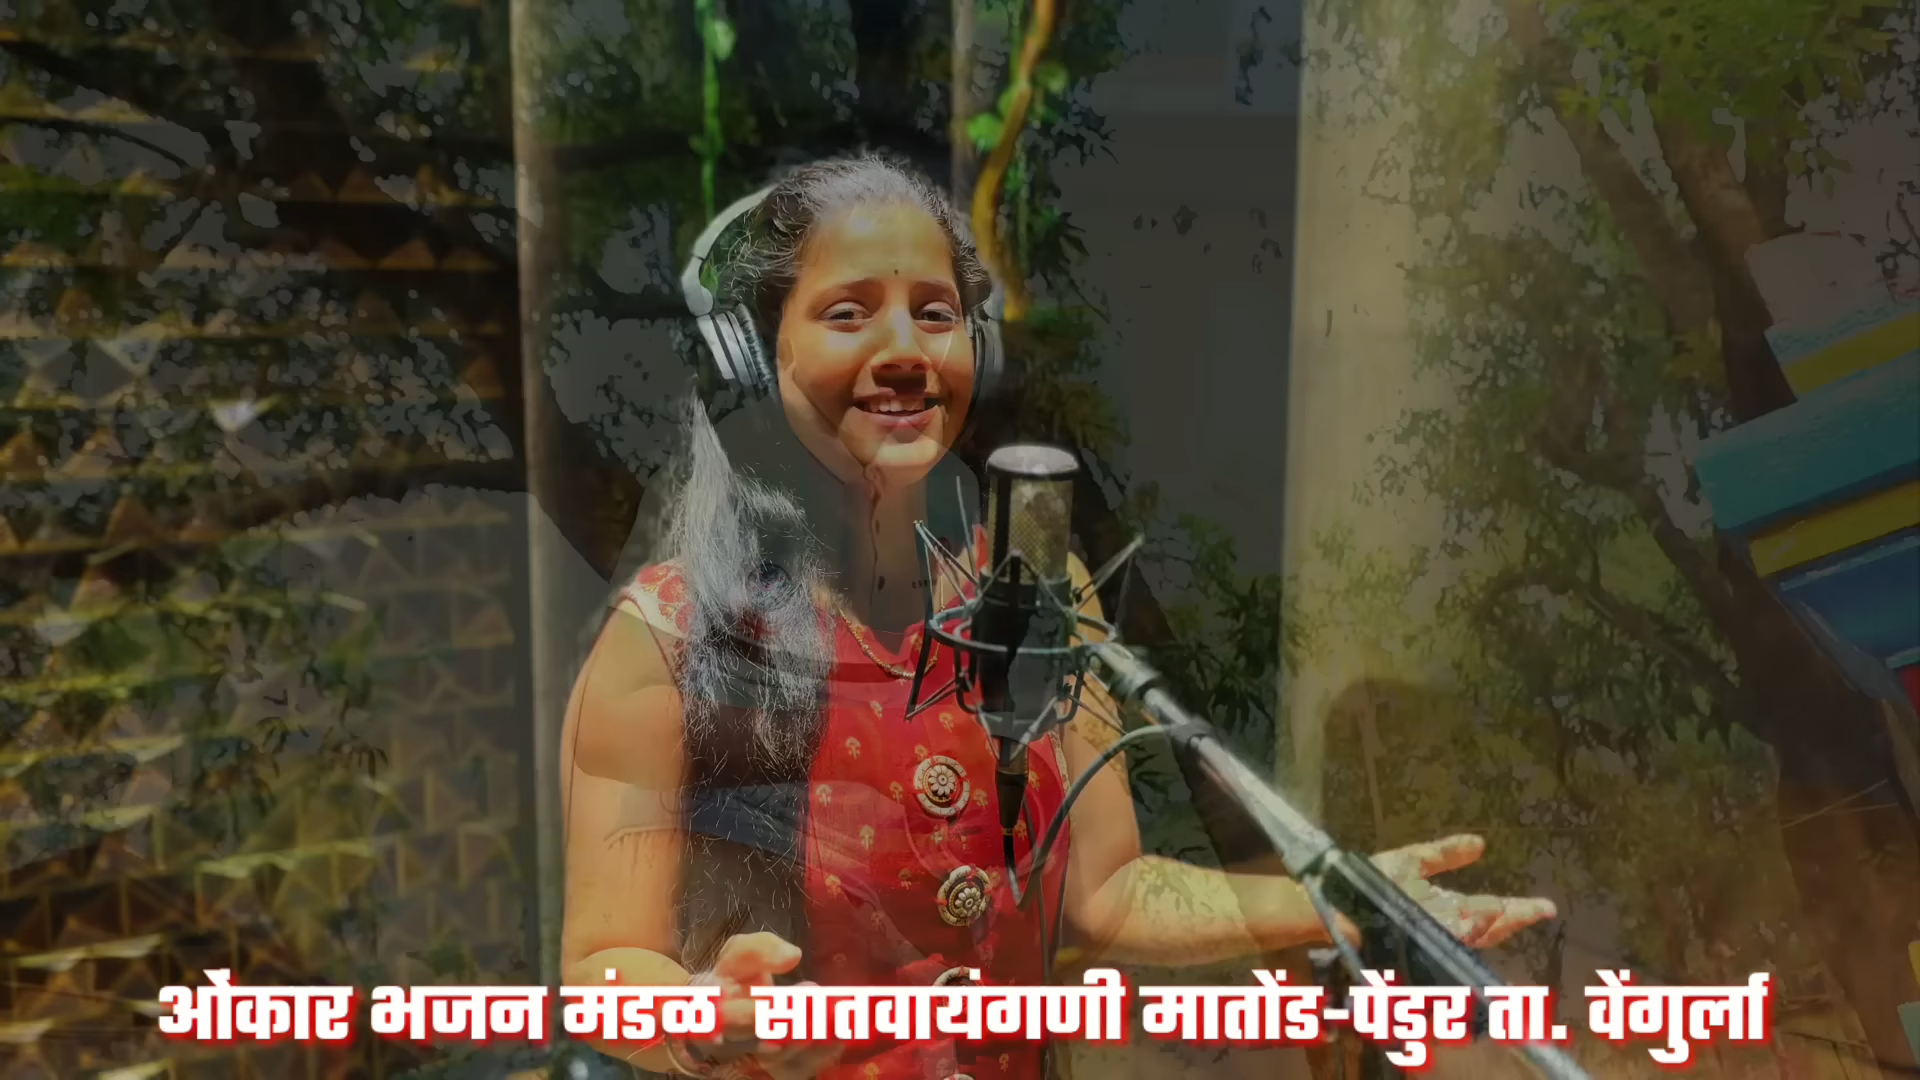 ओंकार भजन मंडळ सातवायंगणी मातोंड-पेंडुर ता. वेंगुर्ला